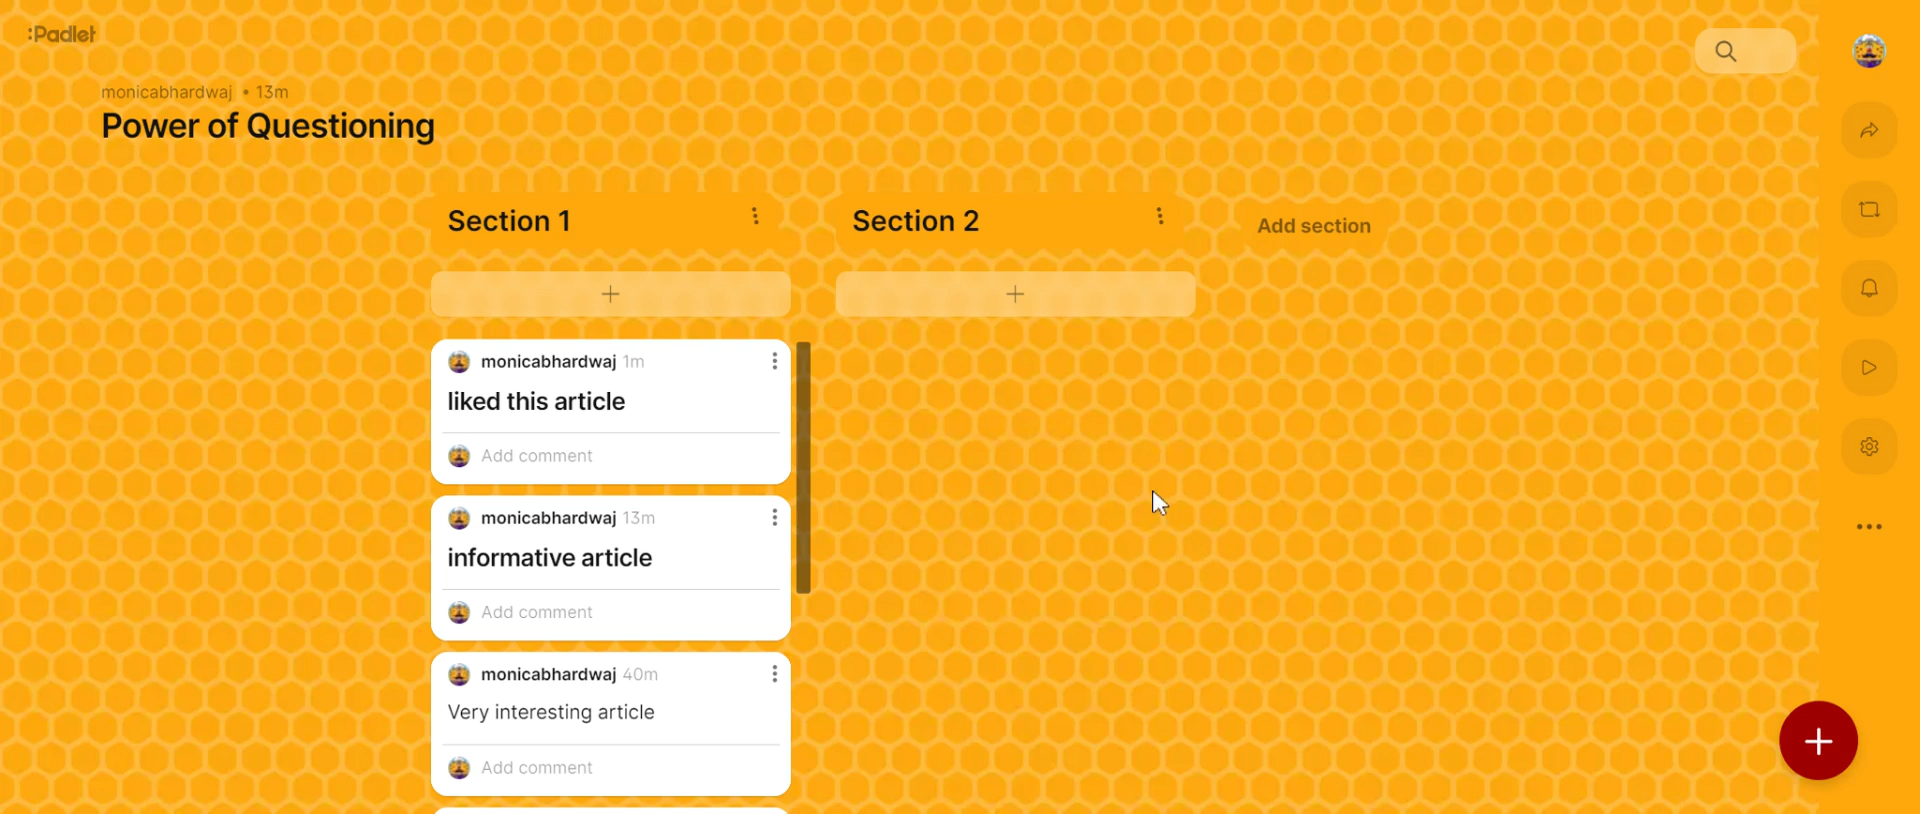 :Padlet
monicabhardwaj • 13m
Power of Questioning
Section 1
Section 2
Add section
monicabhardwaj 1m
liked this article
Add comment
monicabhardwaj 13m
informative article
Add comment
monicabhardwaj 40m
Very interesting article
Add comment